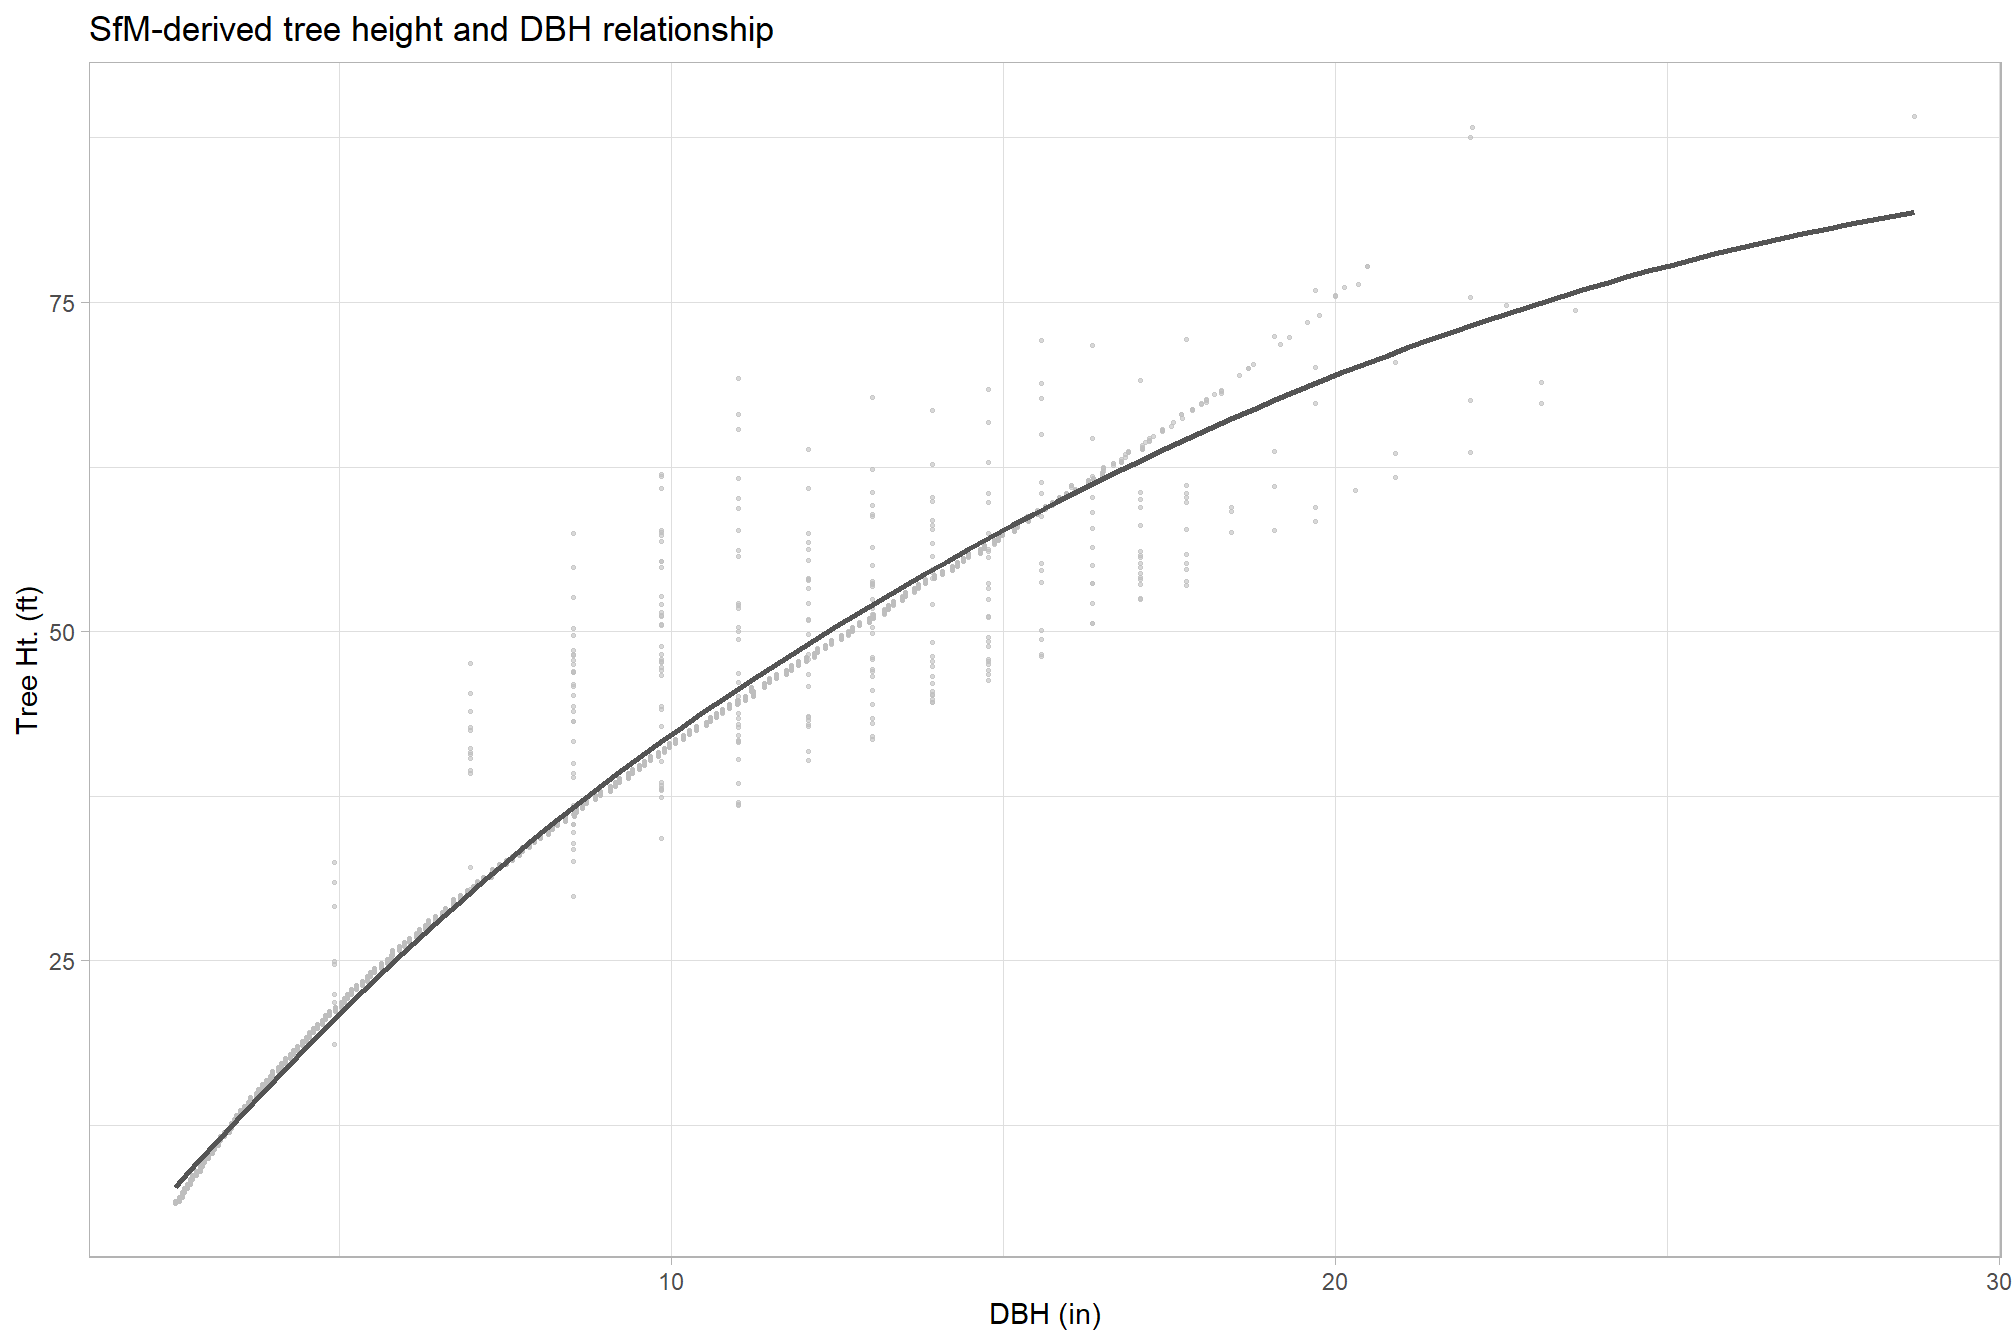 SfM-derived tree height and DBH relationship
Tree Ht. (ft)
75
50
25
10
20
30
DBH (in)